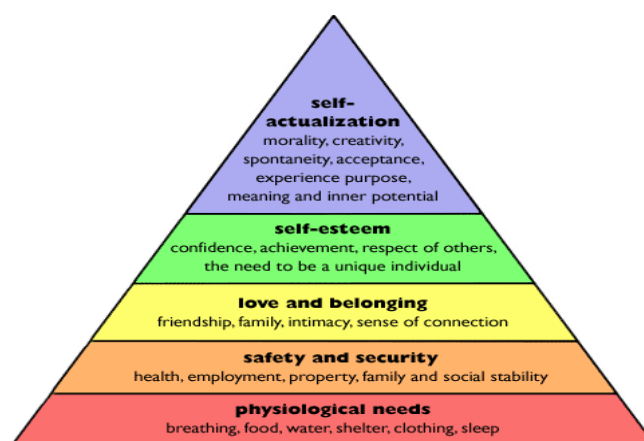 self-
actualization
morality, creativity,
spontaneity, acceptance,
experience purpose,
meaning and inner potential
self-esteem
confidence, achievement, respect of others,
the need to be a unique individual
love and belonging
friendship, family, intimacy, sense of connection
safety and security
health, employment, property, family and social stability
physiological needs
breathing, food, water, shelter, clothing, sleep